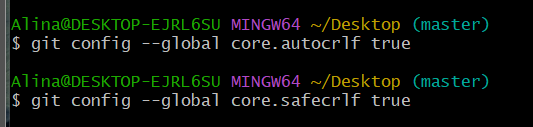 Alina@DESKTOP-EJRL6SU MINGW64 ~/Desktop (master)
$ git config --global core.autocrlf true
Alina@DESKTOP-EJRL6SU MINGW64 ~/Desktop (master)
$ git config --global core.safecrlf true